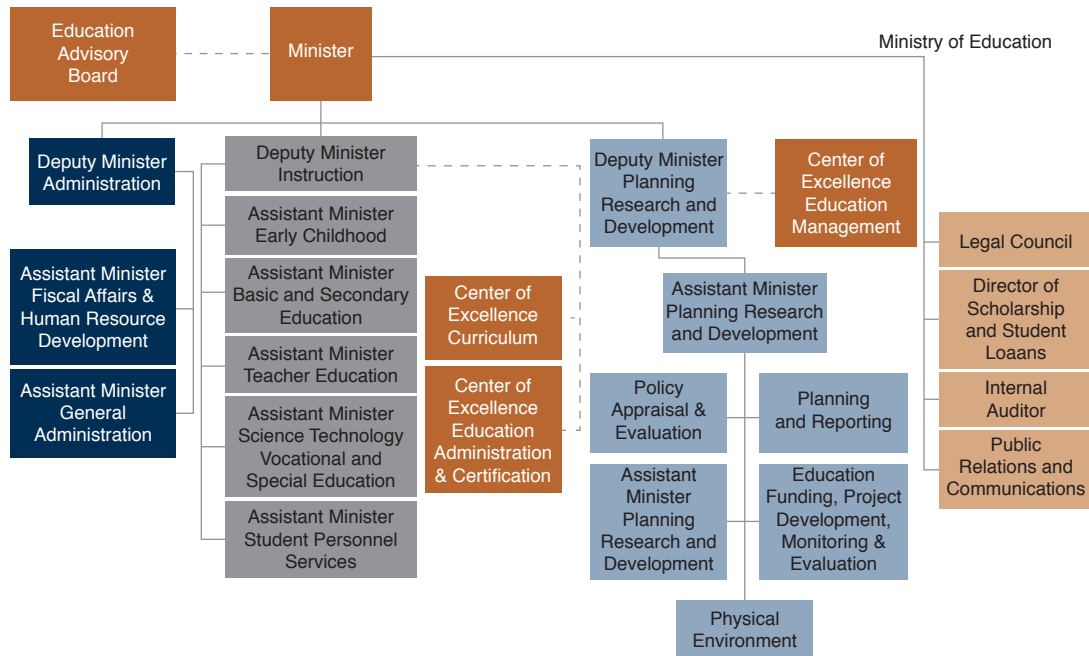 Education
Advisory
Board
Minister
Ministry of Education
Deputy Minister
Administration
Assistant Minister
Fiscal Affairs &
Human Resource
Development
Assistant Minister
General
Administration
Deputy Minister
Instruction
Assistant Minister
Early Childhood
Assistant Minister
Basic and Secondary
Education
Assistant Minister
Teacher Education
Assistant Minister
Science Technology
Vocational and
Special Education
Assistant Minister
Student Personnel
Services
Center of
Excellence
Curriculum
Center of
Excellence
Education
Administration
& Certification
Deputy Minister
Planning
Research and
Development
Center of
Excellence
Education
Management
Assistant Minister
Planning Research
and Development
Policy
Appraisal &
Evaluation
Planning
and Reporting
Assistant
Minister
Planning
Research and
Development
Education
Funding, Project
Development,
Monitoring &
Evaluation
Physical
Environment
Legal Council
Director of
Scholarship
and Student
Loaans
Internal
Auditor
Public
Relations and
Communications